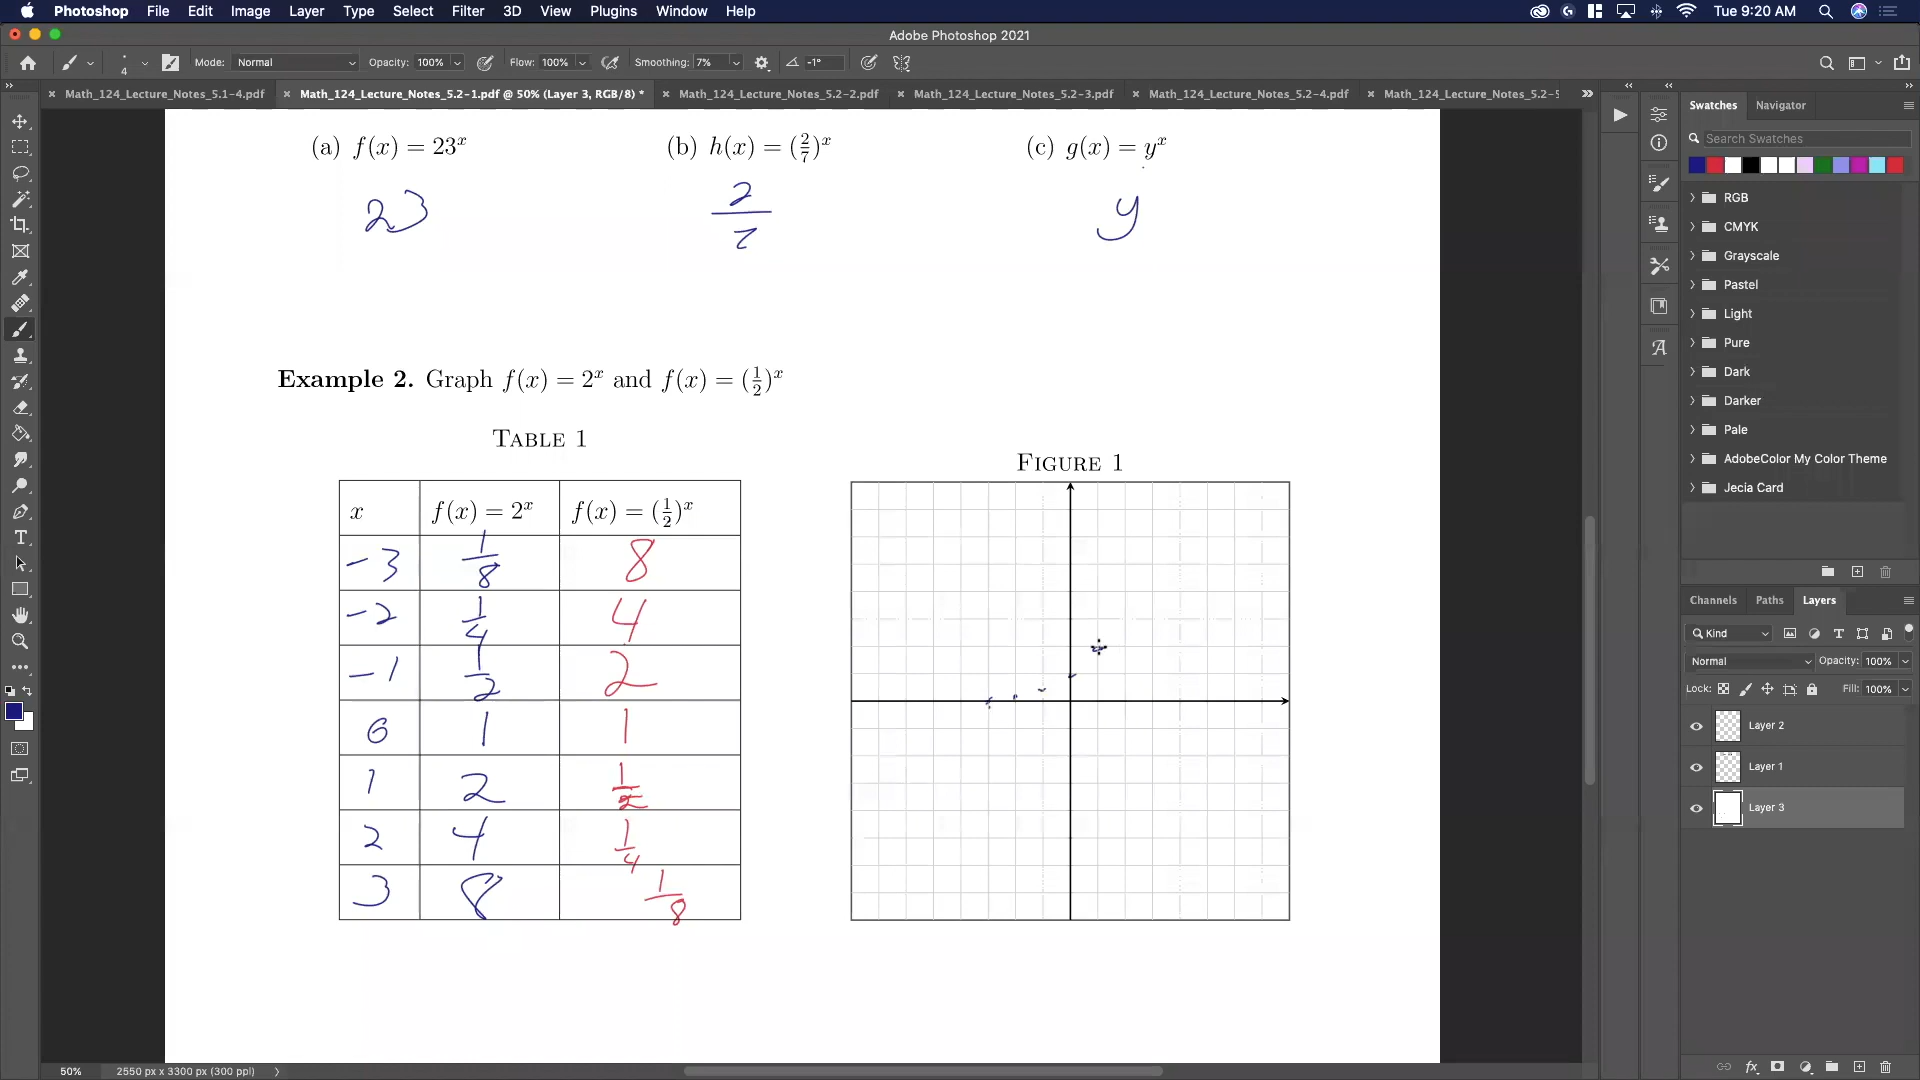 Photoshop File Edit Image Layer Type Select Filter 3D View Plugins Window Help Tue 9:20 AM
Adobe Photoshop 2021
4 Mode: Normal Opacity: 100% Flow: 100% Smoothing: 7% -1°
Math_124_Lecture_Notes_5.1-4.pdf Math_124_Lecture_Notes_5.2-1.pdf @ 50% (Layer 3, RGB/8) * Math_124_Lecture_Notes_5.2-2.pdf Math_124_Lecture_Notes_5.2-3.pdf Math_124_Lecture_Notes_5.2-4.pdf Math_124_Lecture_Notes_5.2-5
(a) f(x) = 23^x (b) h(x) = (2/7)^x (c) g(x) = y^x
23 2/7 y
Example 2. Graph f(x) = 2^x and f(x) = (1/2)^x
TABLE 1
FIGURE 1
x f(x) = 2^x f(x) = (1/2)^x
-3 1/8 8
-2 1/4 4
-1 1/2 2
0 1 1
1 2 1/2
2 4 1/4
3 8 1/8
Swatches Navigator
Search Swatches
RGB
CMYK
Grayscale
Pastel
Light
Pure
Dark
Darker
Pale
AdobeColor My Color Theme
Jecia Card
Channels Paths Layers
Kind
Normal Opacity: 100%
Lock: Fill: 100%
Layer 2
Layer 1
Layer 3
50% 2550 px x 3300 px (300 ppi)